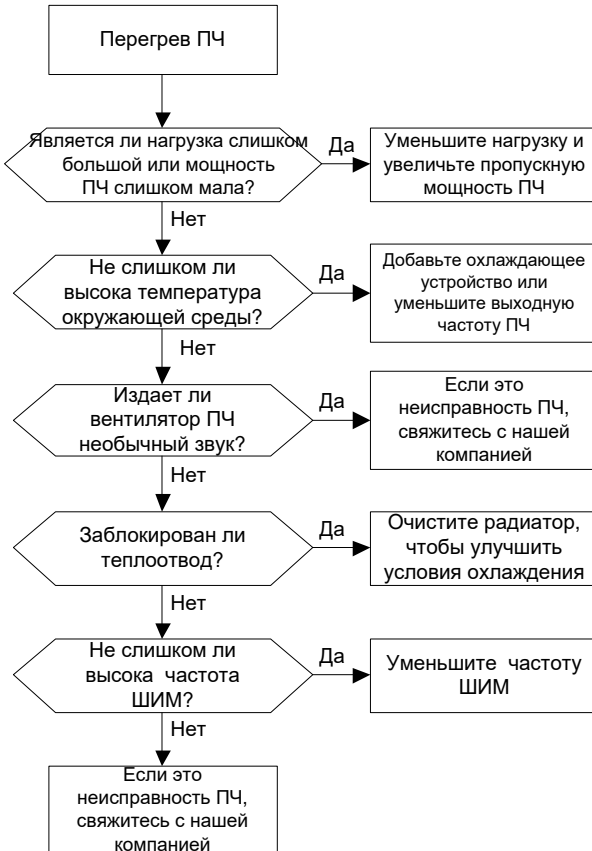 Перегрев ПЧ
Является ли нагрузка слишком
большой или мощность
ПЧ слишком мала?
Да
Уменьшите нагрузку и
увеличьте пропускную
мощность ПЧ
Нет
Не слишком ли
высока температура
окружающей среды?
Да
Добавьте охлаждающее
устройство или
уменьшите выходную
частоту ПЧ
Нет
Издает ли
вентилятор ПЧ
необычный звук?
Да
Если это
неисправность ПЧ,
свяжитесь с нашей
компанией
Нет
Заблокирован ли
теплоотвод?
Да
Очистите радиатор,
чтобы улучшить
условия охлаждения
Нет
Не слишком ли
высока частота
ШИМ?
Да
Уменьшите частоту
ШИМ
Нет
Если это
неисправность ПЧ,
свяжитесь с нашей
компанией